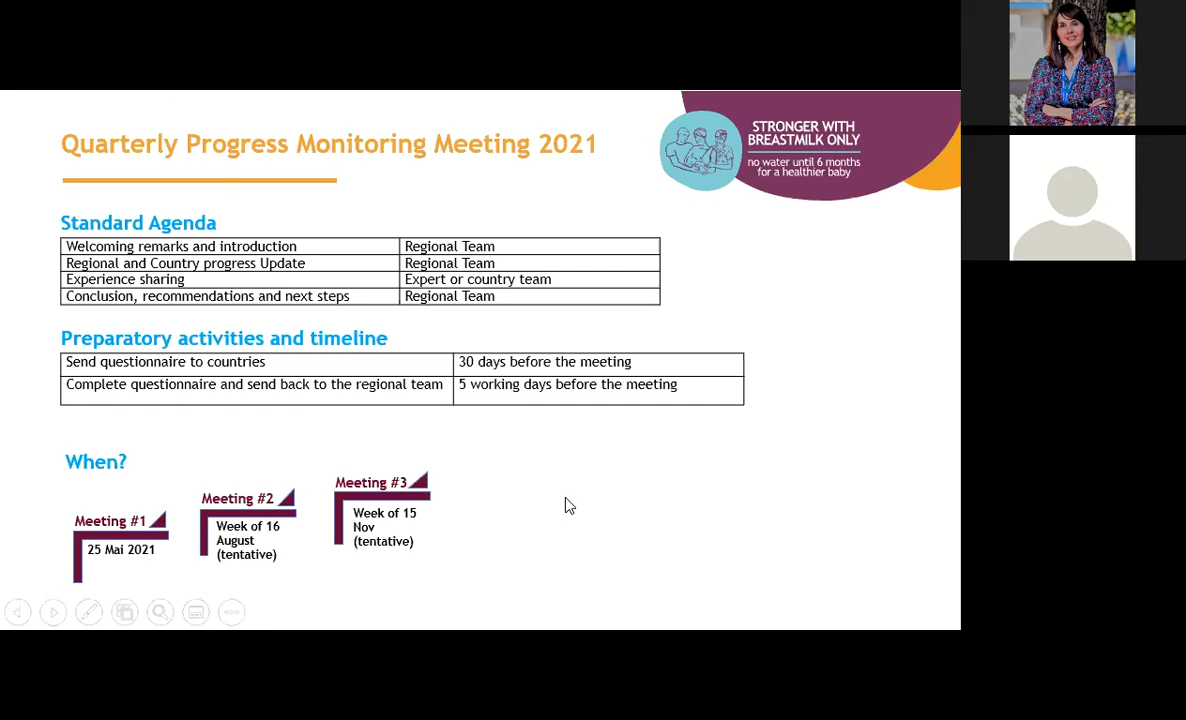 Quarterly Progress Monitoring Meeting 2021
STRONGER WITH
BREASTMILK ONLY
no water until 6 months
for a healthier baby
Standard Agenda
Welcoming remarks and introduction Regional Team
Regional and Country progress Update Regional Team
Experience sharing Expert or country team
Conclusion, recommendations and next steps Regional Team
Preparatory activities and timeline
Send questionnaire to countries 30 days before the meeting
Complete questionnaire and send back to the regional team 5 working days before the meeting
When?
Meeting #1
25 Mai 2021
Meeting #2
Week of 16
August
(tentative)
Meeting #3
Week of 15
Nov
(tentative)